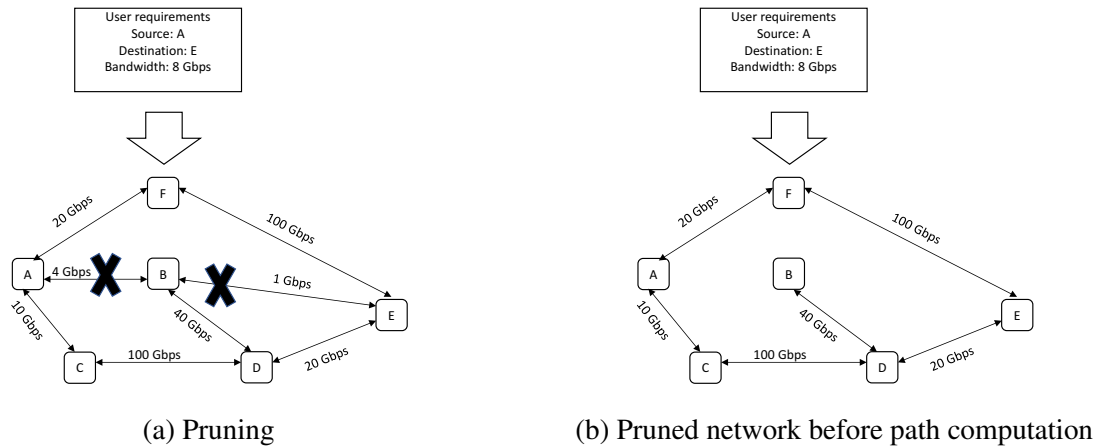 User requirements
Source: A
Destination: E
Bandwidth: 8 Gbps
F
20 Gbps
100 Gbps
A
4 Gbps
B
1 Gbps
E
10 Gbps
40 Gbps
20 Gbps
C
100 Gbps
D
(a) Pruning
User requirements
Source: A
Destination: E
Bandwidth: 8 Gbps
F
20 Gbps
100 Gbps
A
B
E
10 Gbps
40 Gbps
20 Gbps
C
100 Gbps
D
(b) Pruned network before path computation